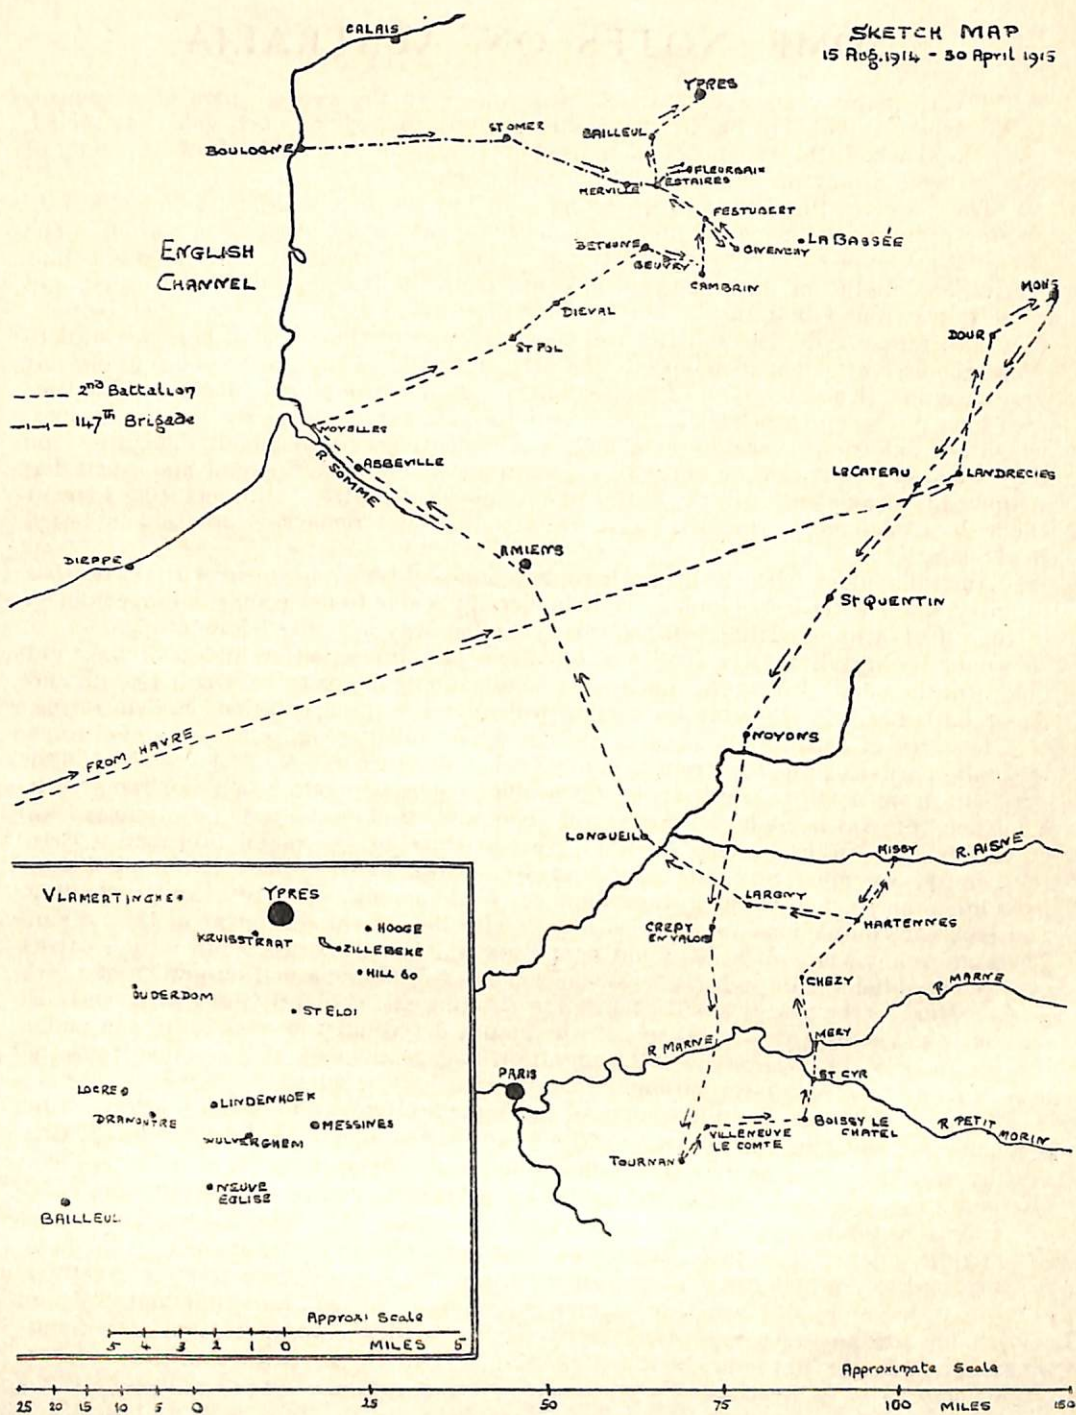 SKETCH MAP
15 Aug. 1914 - 30 April 1915
CALAIS
YPRES
BOULOGNE
ST OMER
BAILLEUL
FLEURBAIX
MERVILLE
ESTAIRES
FESTUBERT
ENGLISH
CHANNEL
BETHUNE
BEUVRY
GIVENCHY
LA BASSÉE
CAMBRIN
MONS
DIEVAL
ST POL
DOUR
2nd Battalion
147th Brigade
NOYELLES
ABBEVILLE
R SOMME
LE CATEAU
LANDRECIES
DIEPPE
AMIENS
St QUENTIN
FROM HAVRE
NOYONS
LONGUEIL
MISSY
R. AISNE
LARGNY
HARTENNES
CREPY
EN VALOIS
CHEZY
R MARNE
R MARNE
MERY
PARIS
ST CYR
VILLENEUVE
LE COMTE
BOISSY LE
CHATEL
R PETIT
MORIN
TOURNAN
VLAMERTINGHE
YPRES
HOOGE
KRUISSTRAAT
ZILLEBEKE
HILL 60
OUDERDOM
ST ELOI
LOCRE
LINDENHOEK
DRANOUTRE
MESSINES
WULVERGHEM
NEUVE
EGLISE
BAILLEUL
Approxi Scale
5 4 3 2 1 0 MILES 5
Approximate Scale
25 20 15 10 5 0 25 50 75 100 MILES 150